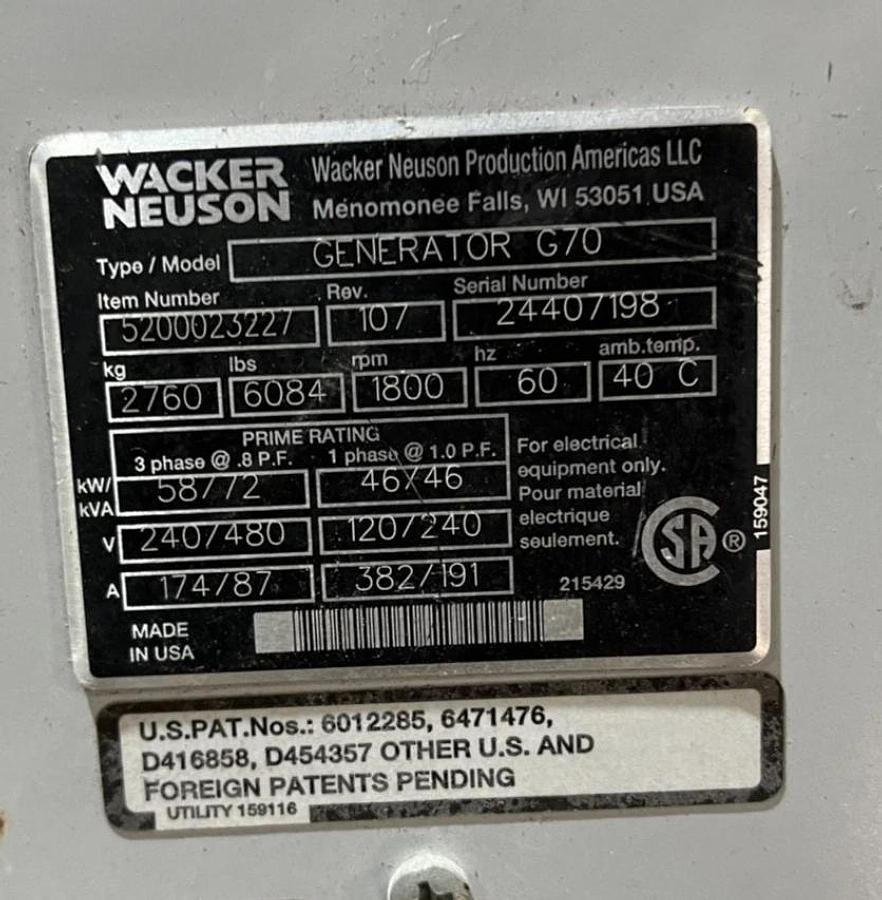 WACKER NEUSON
Wacker Neuson Production Americas LLC
Menomonee Falls, WI 53051 USA
Type / Model GENERATOR G70
Item Number Rev. Serial Number
5200023227 107 24407198
kg lbs rpm hz amb.temp.
2760 6084 1800 60 40 C
PRIME RATING
3 phase @ .8 P.F. 1 phase @ 1.0 P.F.
kW/kVA 58/72 46/46
V 240/480 120/240
A 174/87 382/191
For electrical
equipment only.
Pour material
electrique
seulement.
SA ®
215429
159047
MADE
IN USA
U.S.PAT.Nos.: 6012285, 6471476,
D416858, D454357 OTHER U.S. AND
FOREIGN PATENTS PENDING
UTILITY 159116